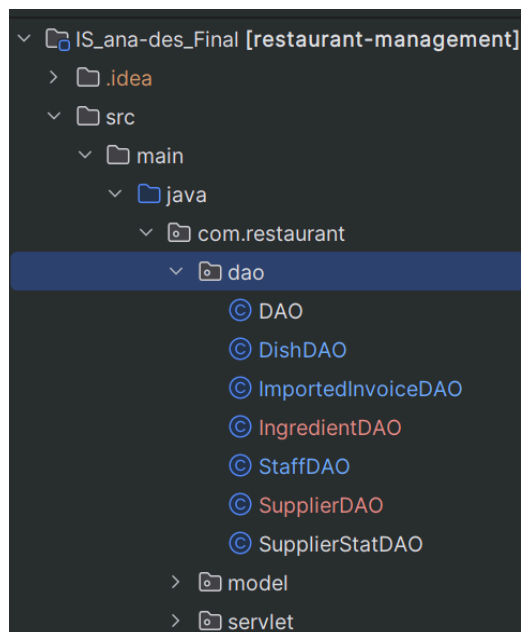 IS_ana-des_Final [restaurant-management]
.idea
src
main
java
com.restaurant
dao
DAO
DishDAO
ImportedInvoiceDAO
IngredientDAO
StaffDAO
SupplierDAO
SupplierStatDAO
model
servlet